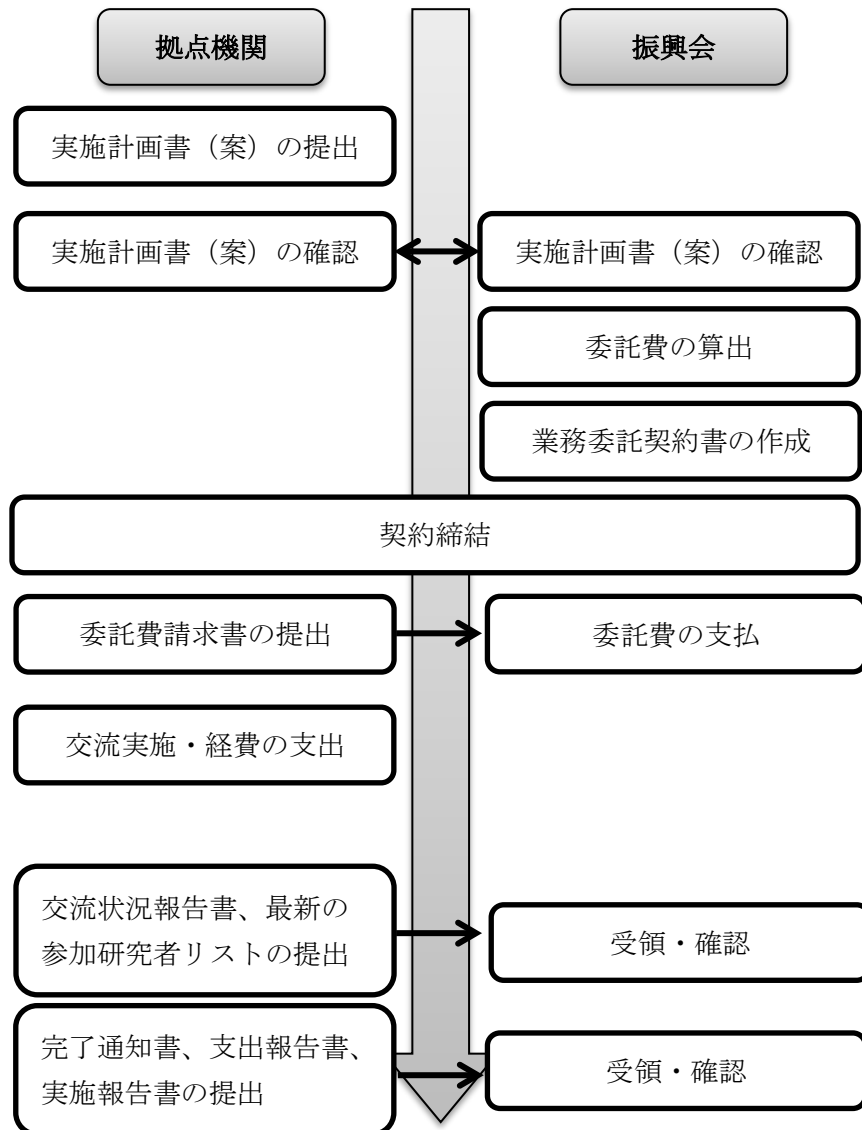 拠点機関
振興会
実施計画書（案）の提出
実施計画書（案）の確認
実施計画書（案）の確認
委託費の算出
業務委託契約書の作成
契約締結
委託費請求書の提出
委託費の支払
交流実施・経費の支出
交流状況報告書、最新の
参加研究者リストの提出
受領・確認
完了通知書、支出報告書、
実施報告書の提出
受領・確認